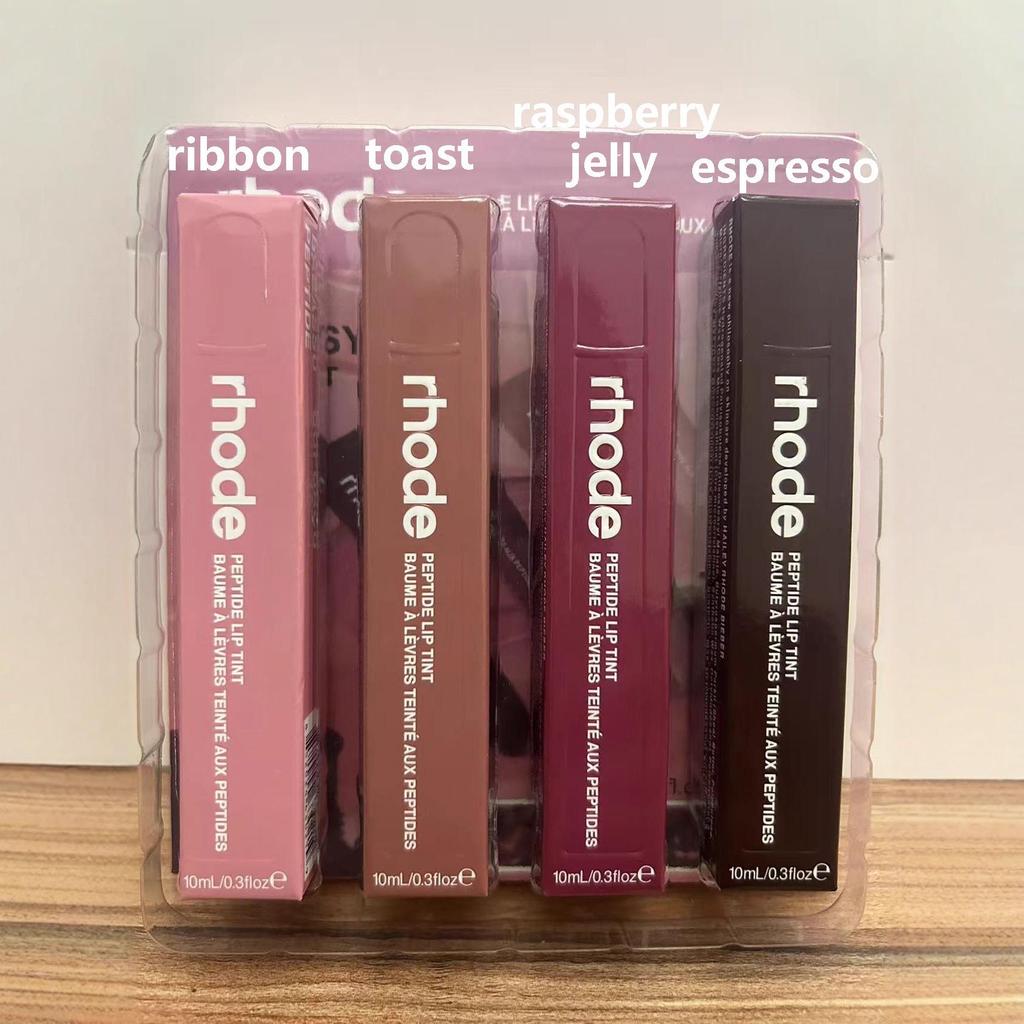 raspberry
ribbon toast jelly espresso
rhode
PEPTIDE LIP TINT
BAUME À LÈVRES TEINTÉ AUX PEPTIDES
10mL/0.3floz℮
rhode
PEPTIDE LIP TINT
BAUME À LÈVRES TEINTÉ AUX PEPTIDES
10mL/0.3floz℮
rhode
PEPTIDE LIP TINT
BAUME À LÈVRES TEINTÉ AUX PEPTIDES
10mL/0.3floz℮
rhode
PEPTIDE LIP TINT
BAUME À LÈVRES TEINTÉ AUX PEPTIDES
10mL/0.3floz℮